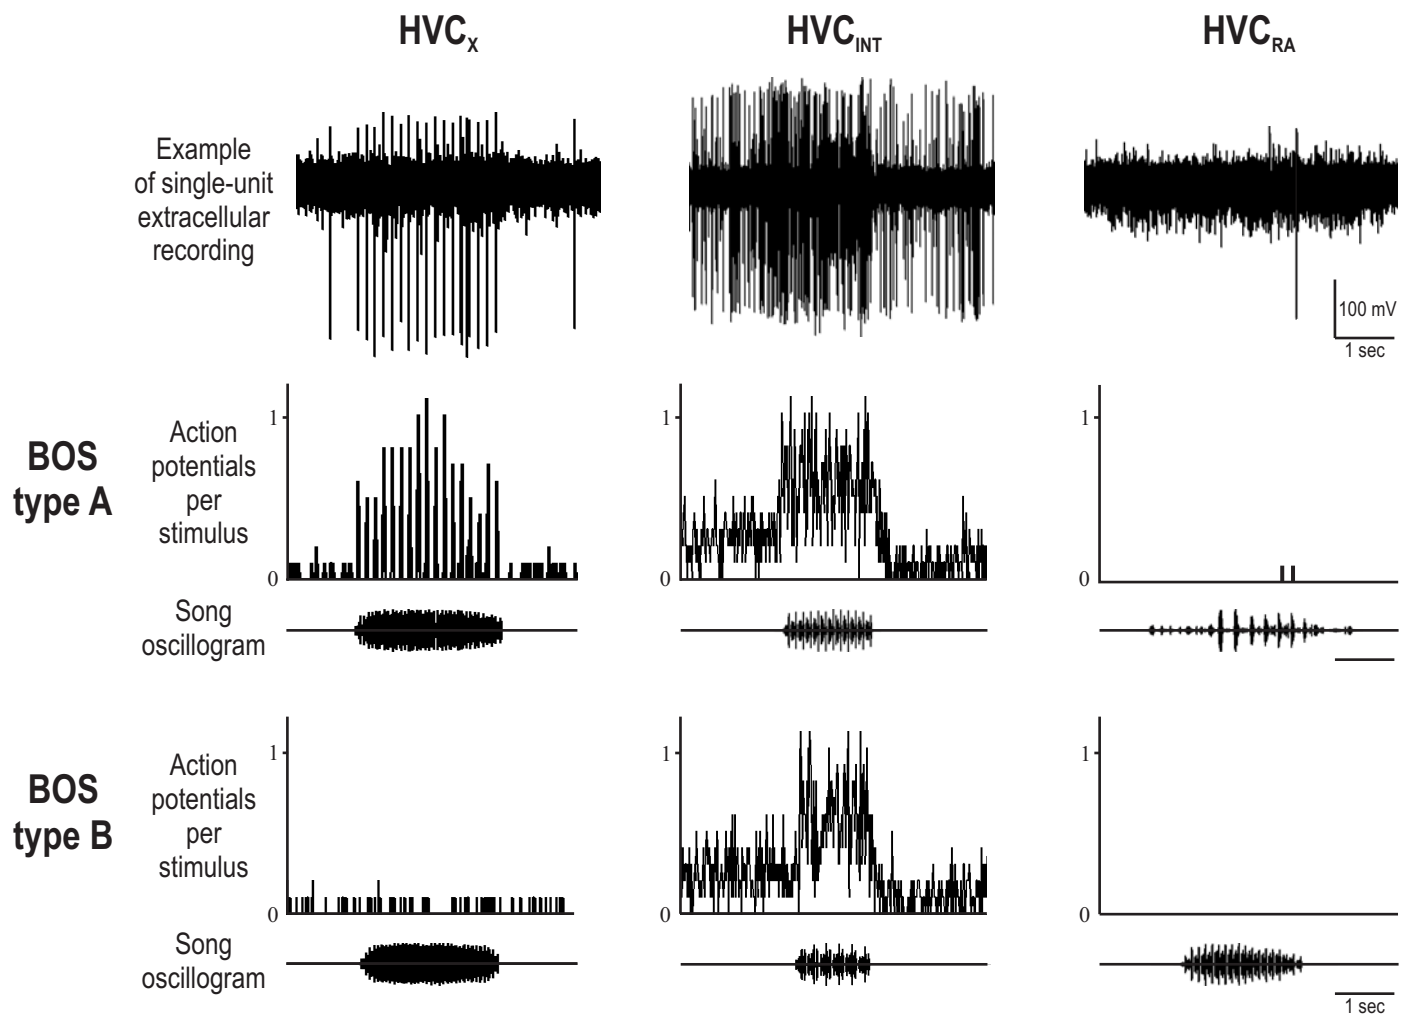 HVCX
HVCINT
HVCRA
Example
of single-unit
extracellular
recording
100 mV
1 sec
BOS
type A
Action
potentials
per
stimulus
1
0
1
0
1
0
Song
oscillogram
BOS
type B
Action
potentials
per
stimulus
1
0
1
0
1
0
Song
oscillogram
1 sec